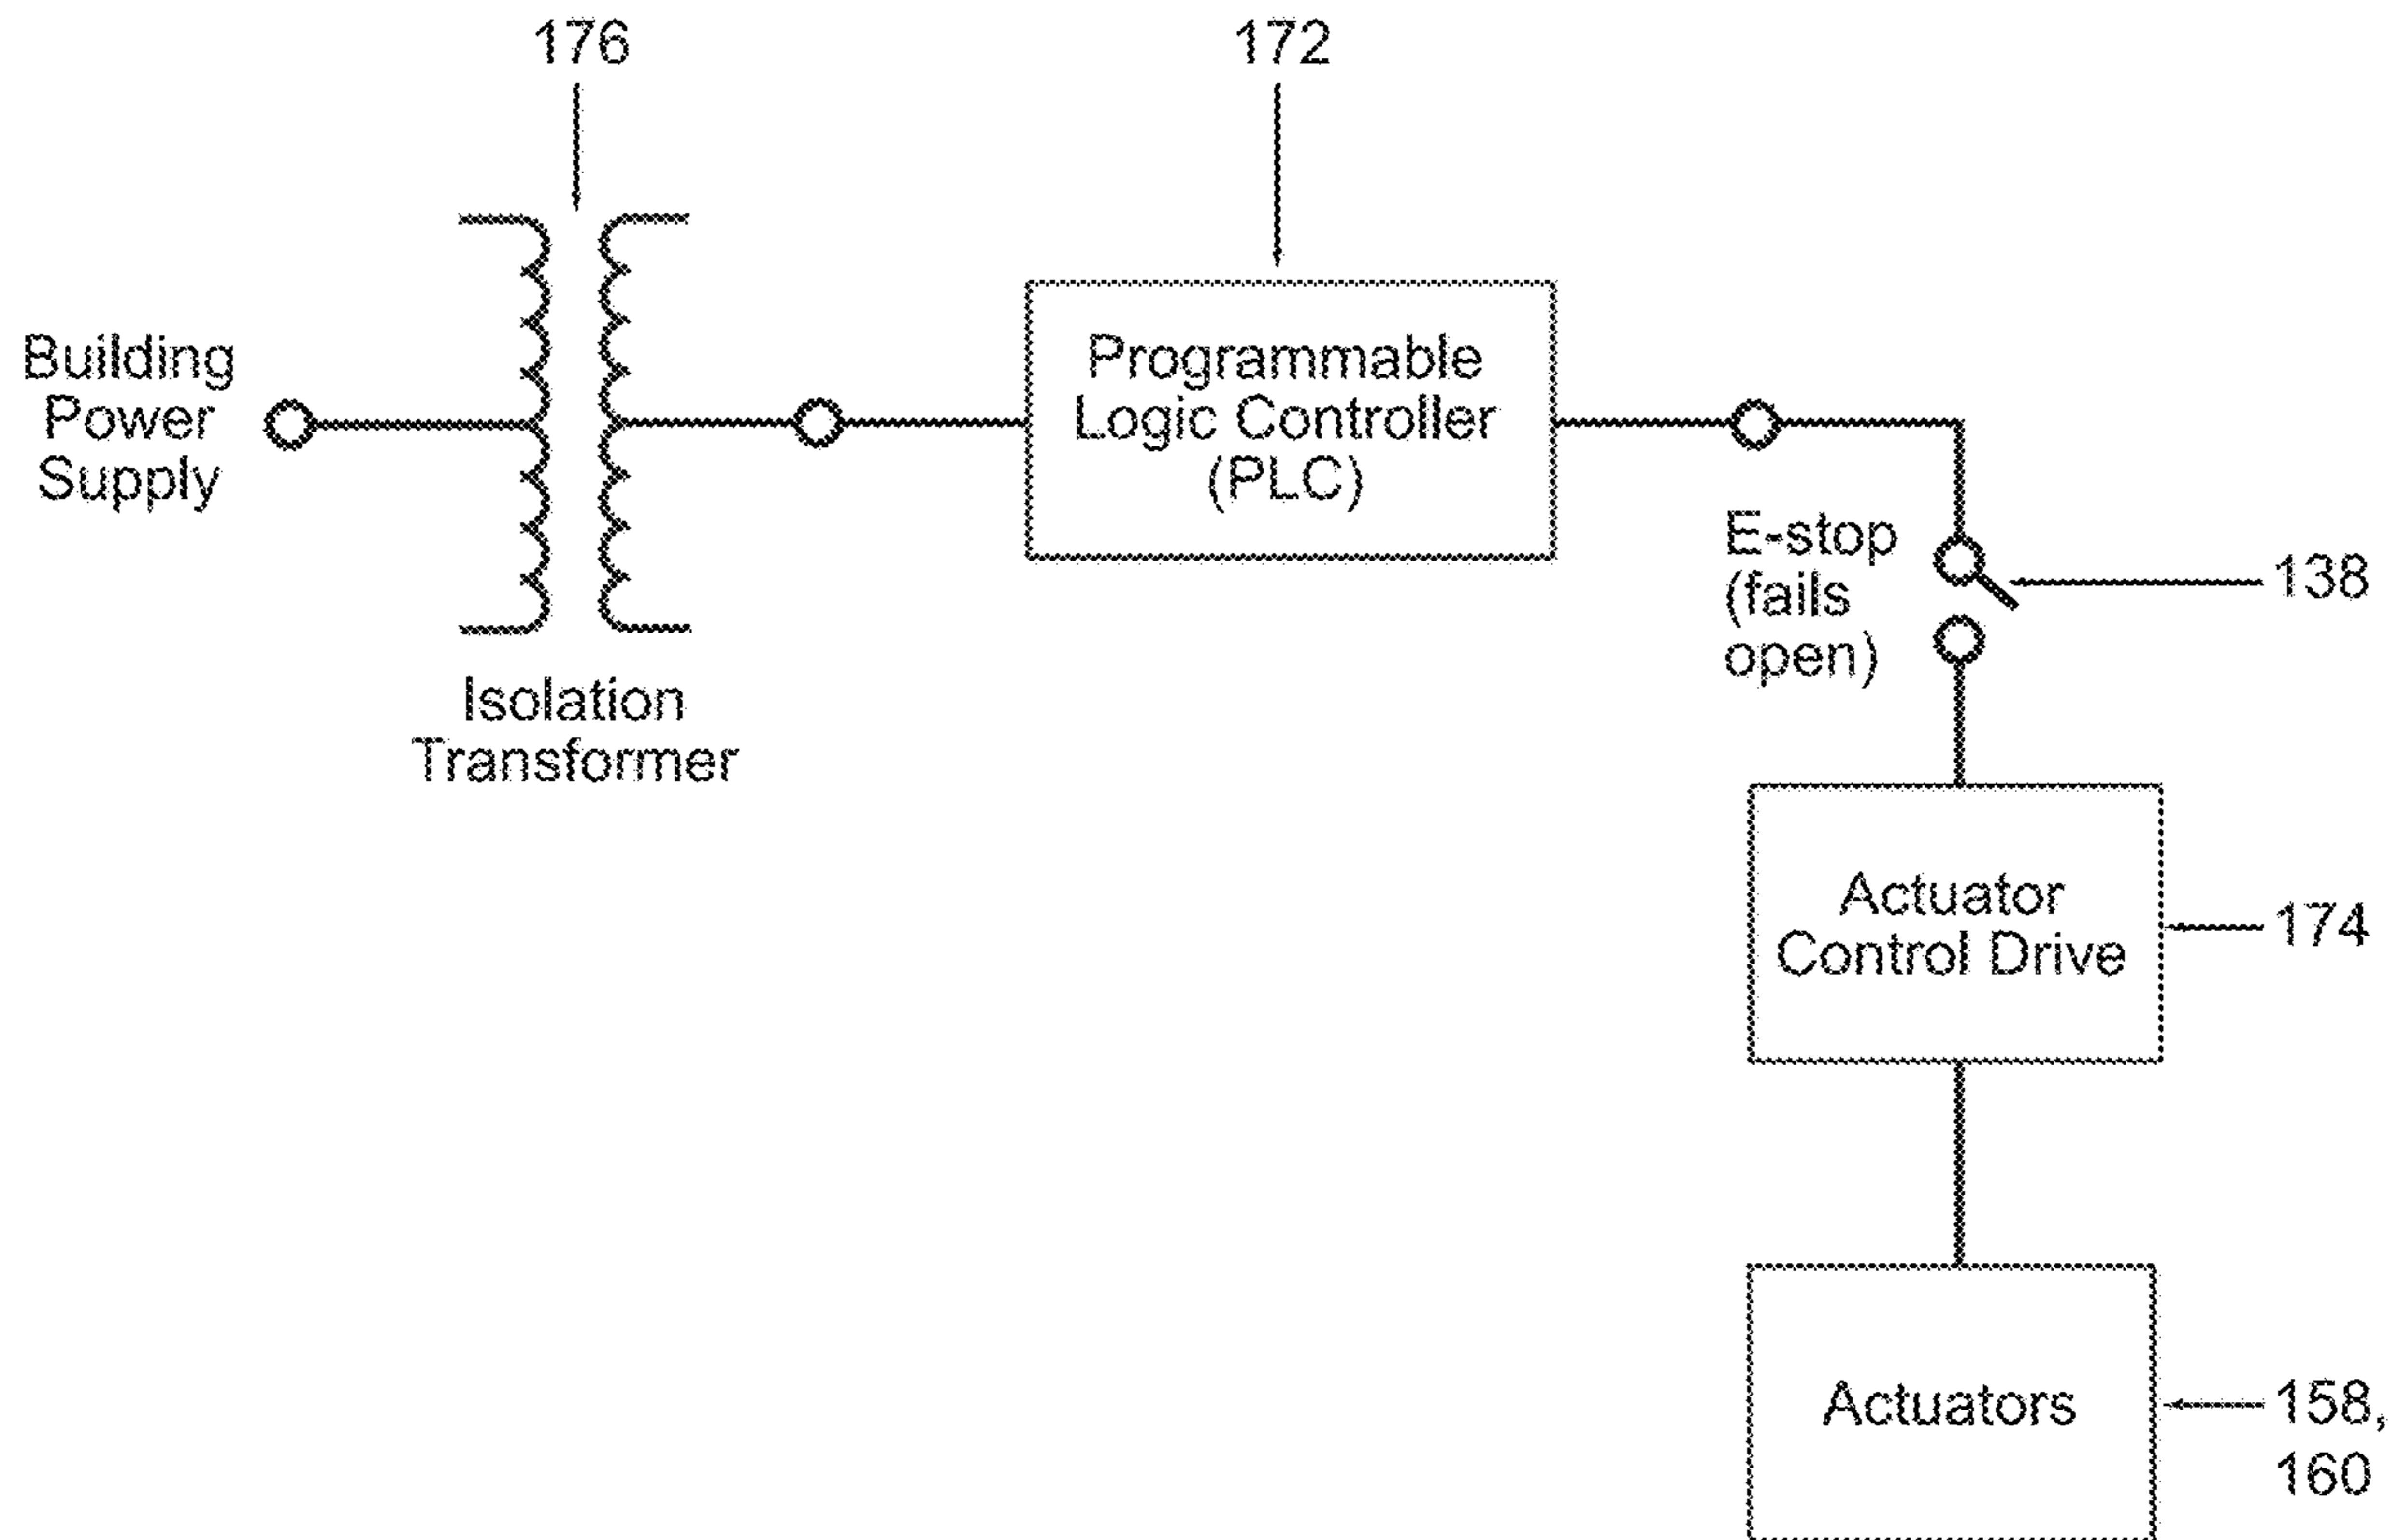 176
172
Building
Power
Supply
Programmable
Logic Controller
(PLC)
E-stop
(fails
open)
138
Isolation
Transformer
Actuator
Control Drive
174
Actuators
158,
160